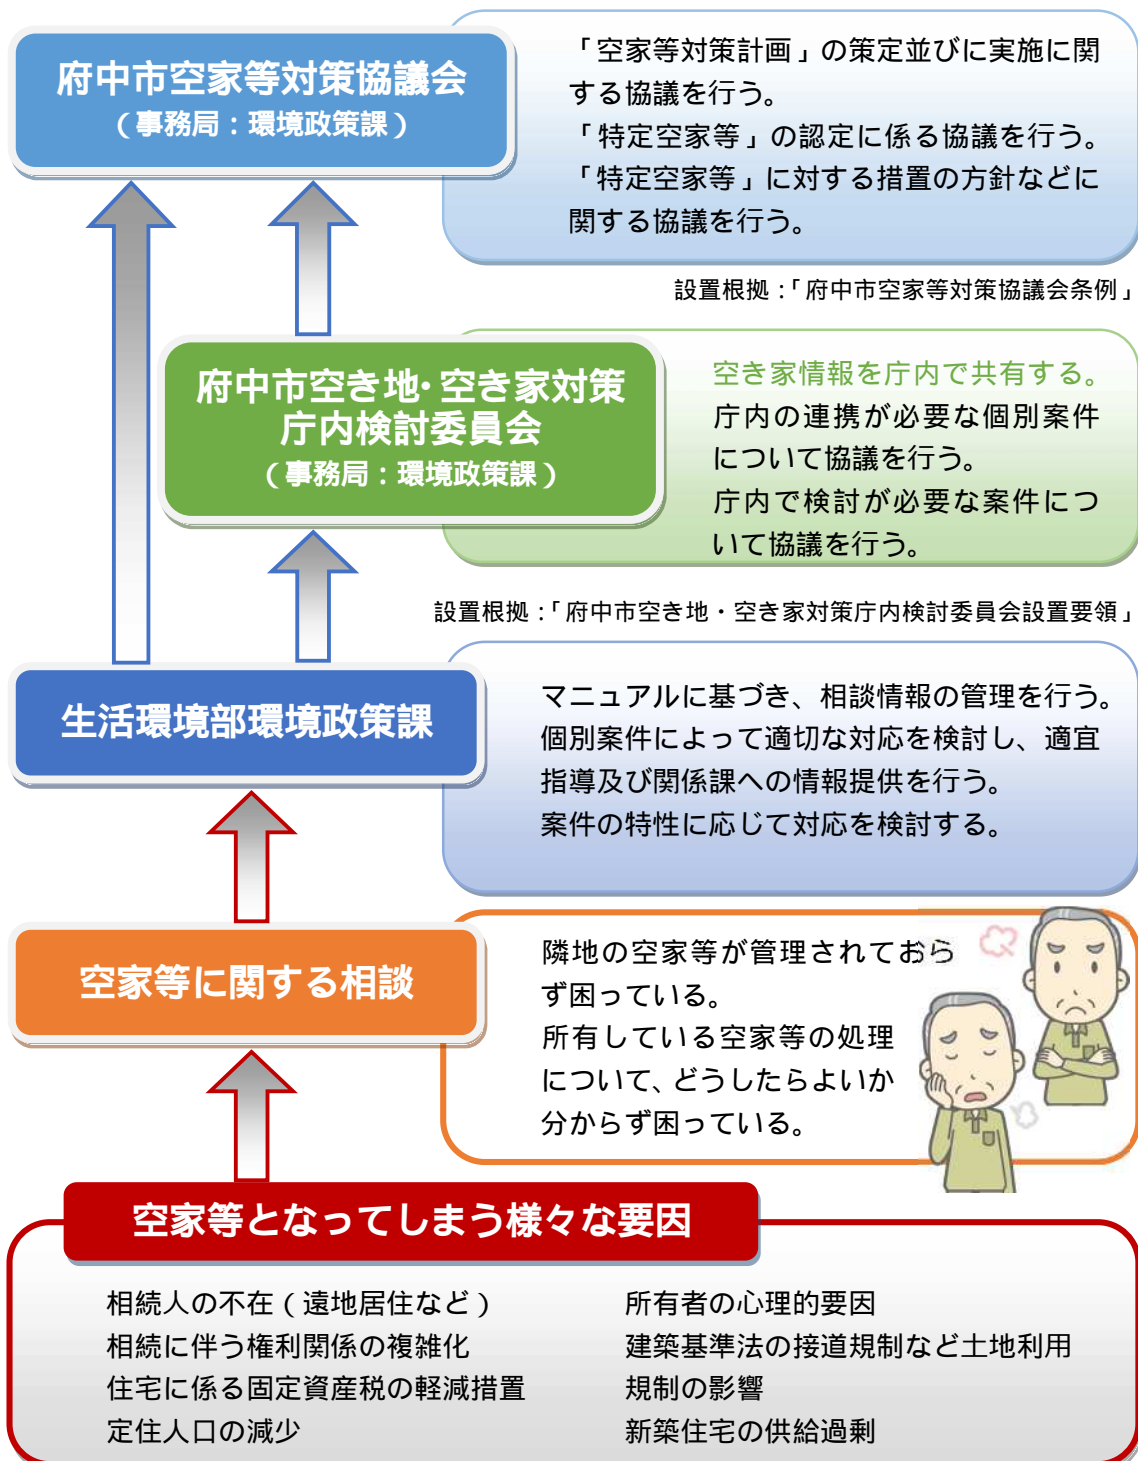 府中市空家等対策協議会
（事務局：環境政策課）
「空家等対策計画」の策定並びに実施に関
する協議を行う。
「特定空家等」の認定に係る協議を行う。
「特定空家等」に対する措置の方針などに
関する協議を行う。
設置根拠：「府中市空家等対策協議会条例」
府中市空き地・空き家対策
庁内検討委員会
（事務局：環境政策課）
空き家情報を庁内で共有する。
庁内の連携が必要な個別案件
について協議を行う。
庁内で検討が必要な案件につ
いて協議を行う。
設置根拠：「府中市空き地・空き家対策庁内検討委員会設置要領」
生活環境部環境政策課
マニュアルに基づき、相談情報の管理を行う。
個別案件によって適切な対応を検討し、適宜
指導及び関係課への情報提供を行う。
案件の特性に応じて対応を検討する。
空家等に関する相談
隣地の空家等が管理されておら
ず困っている。
所有している空家等の処理
について、どうしたらよいか
分からず困っている。
空家等となってしまう様々な要因
相続人の不在（遠地居住など）
相続に伴う権利関係の複雑化
住宅に係る固定資産税の軽減措置
定住人口の減少
所有者の心理的要因
建築基準法の接道規制など土地利用
規制の影響
新築住宅の供給過剰